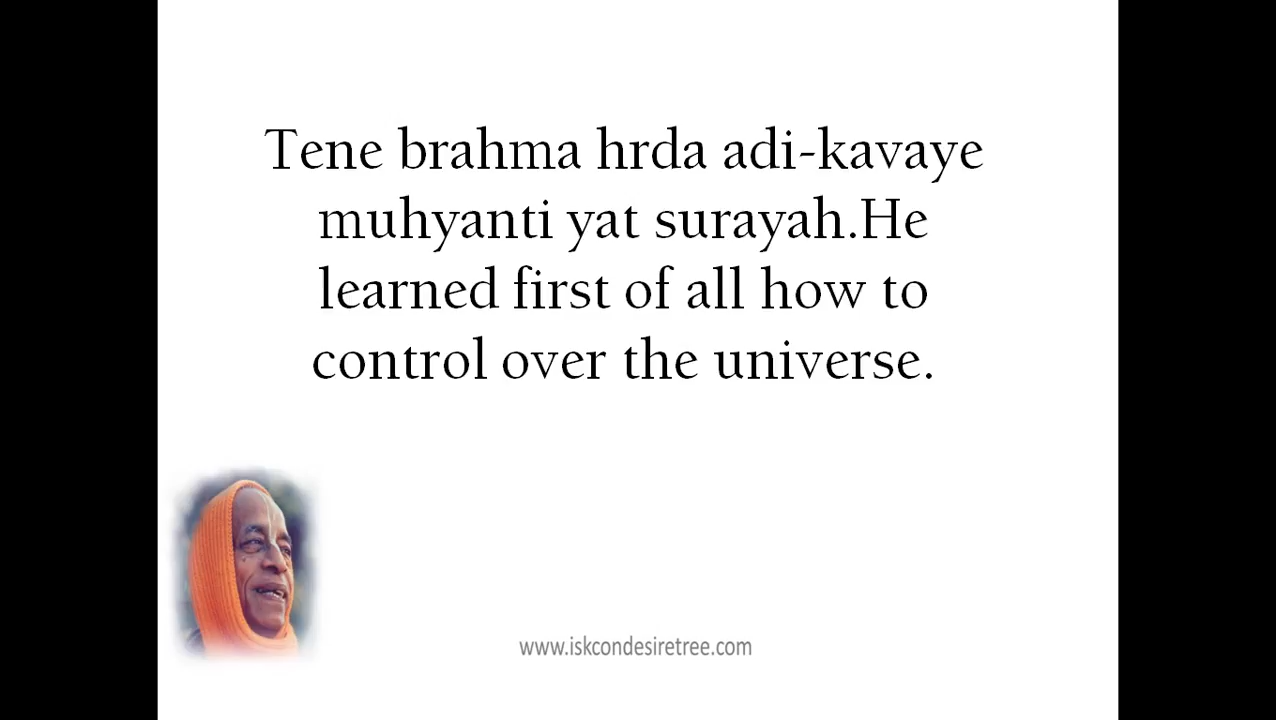 Tene brahma hrda adi-kavaye
muhyanti yat surayah.He
learned first of all how to
control over the universe.
www.iskcondesiretree.com